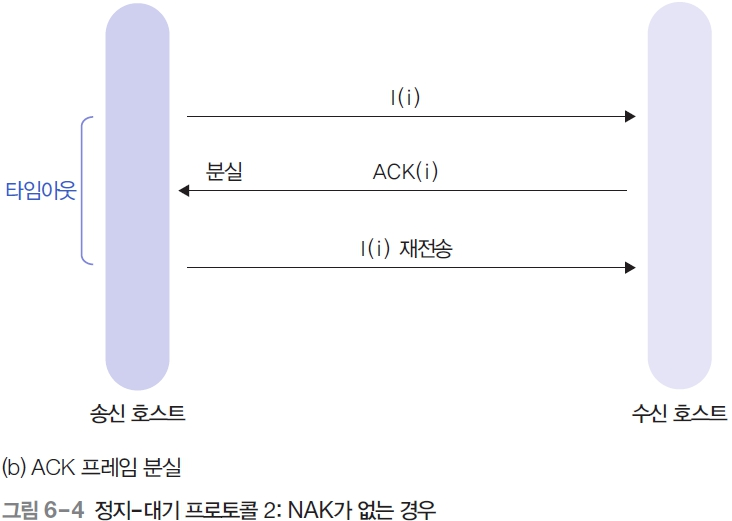 I(i)
분실 ACK(i)
타임아웃
I(i) 재전송
송신 호스트 수신 호스트
(b) ACK 프레임 분실
그림 6-4 정지-대기 프로토콜 2: NAK가 없는 경우